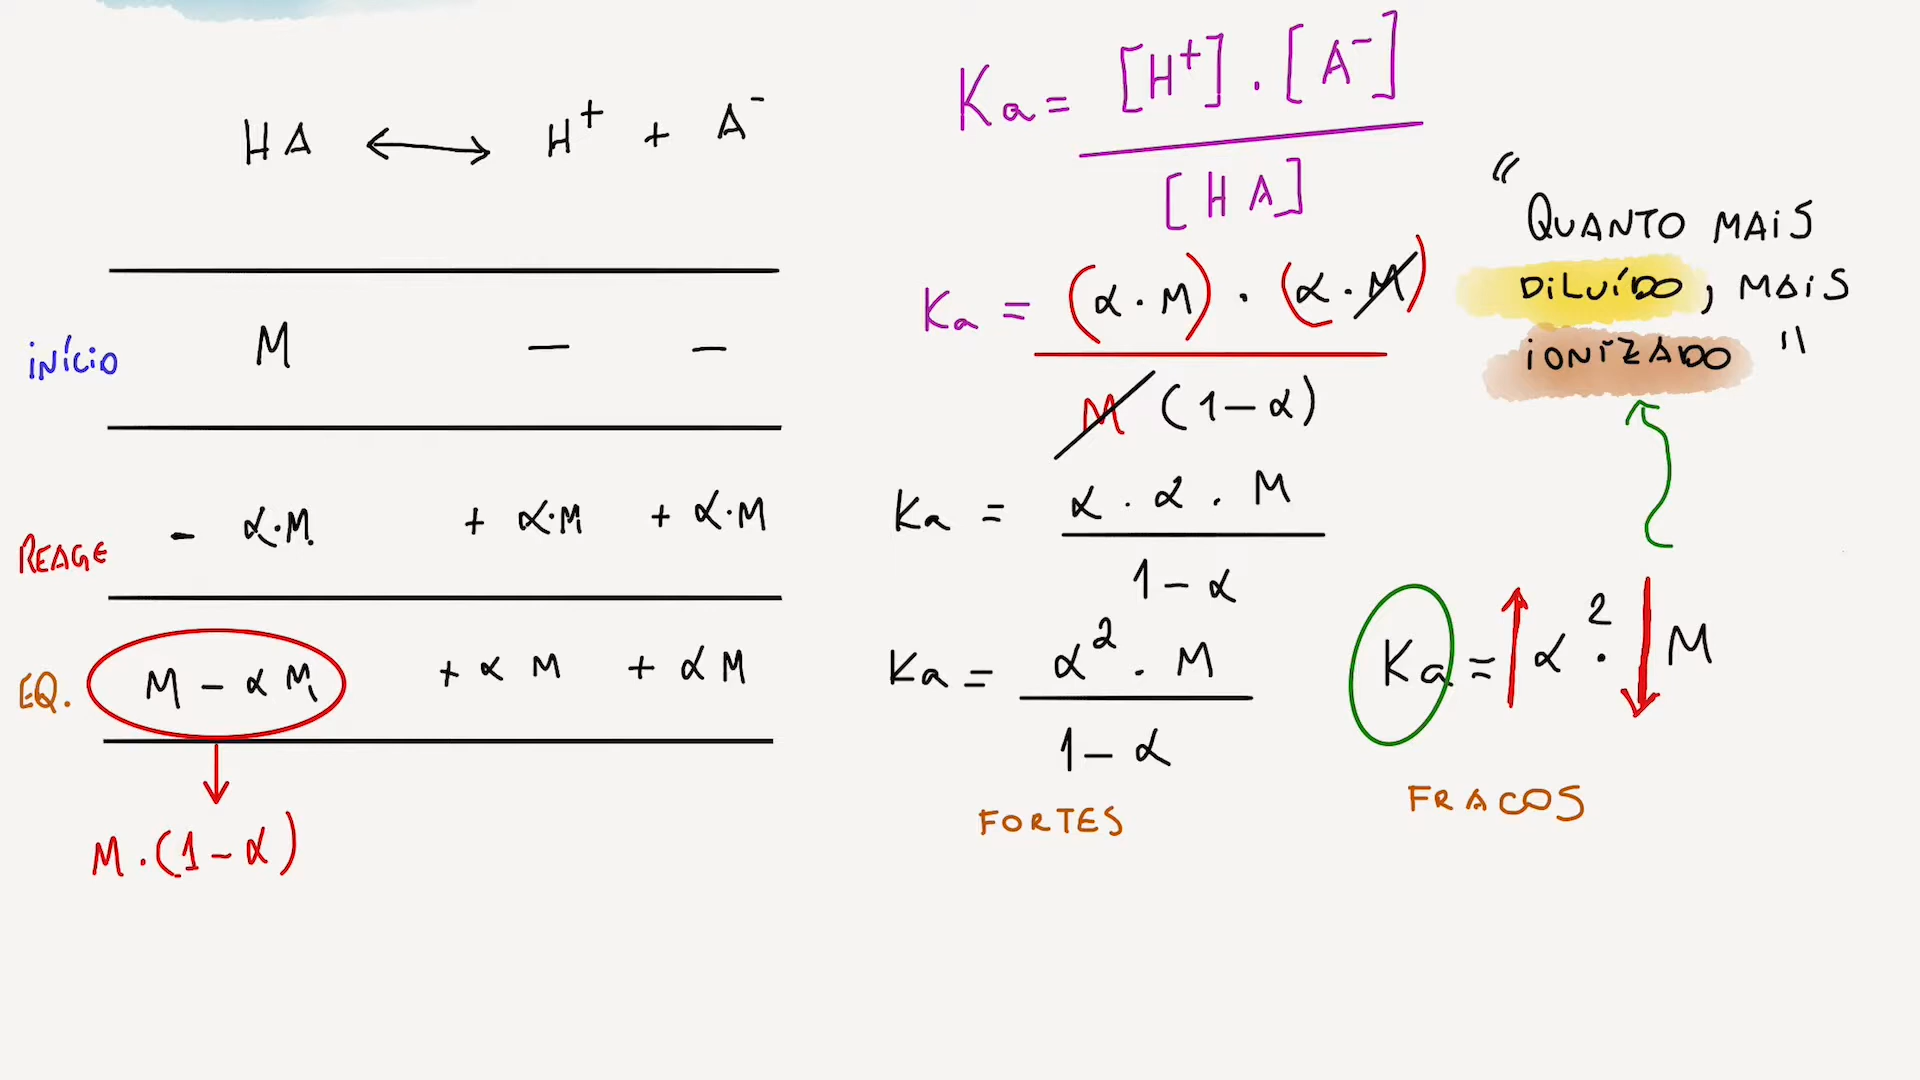 HA ⟷ H⁺ + A⁻
INÍCIO M — —
REAGE - α·M + α·M + α·M
EQ. M - α M + α M + α M
M·(1-α)
Ka = [H⁺]·[A⁻] / [HA]
Ka = (α·M)·(α·M) / M (1-α)
Ka = α·α·M / 1-α
Ka = α²·M / 1-α
FORTES
"QUANTO MAIS
DILUÍDO, MAIS
IONIZADO"
Ka = ↑α²·↓M
FRACOS